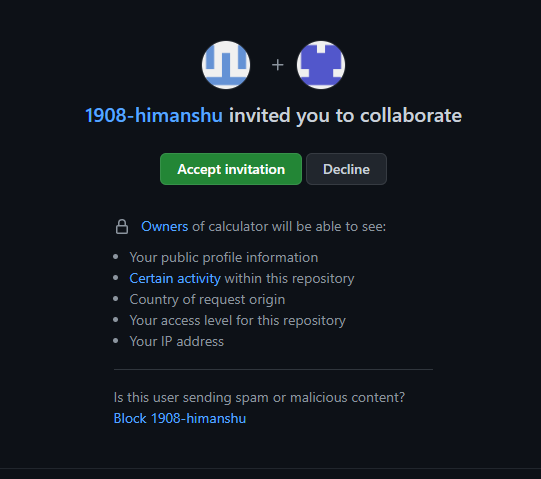 +
1908-himanshu invited you to collaborate
Accept invitation Decline
Owners of calculator will be able to see:
• Your public profile information
• Certain activity within this repository
• Country of request origin
• Your access level for this repository
• Your IP address
Is this user sending spam or malicious content?
Block 1908-himanshu